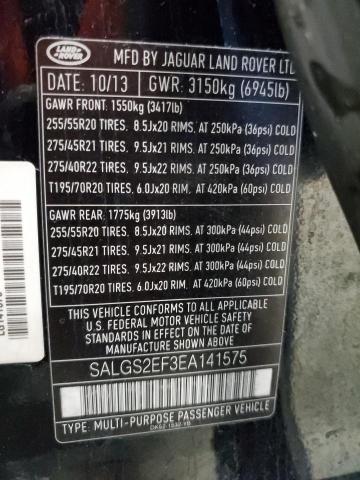 LAND
ROVER
MFD BY JAGUAR LAND ROVER LTD
DATE: 10/13 GWR: 3150kg (6945lb)
GAWR FRONT: 1550kg (3417lb)
255/55R20 TIRES. 8.5Jx20 RIMS. AT 250kPA (36psi) COLD
275/45R21 TIRES. 9.5Jx21 RIMS. AT 250kPA (36psi) COLD
275/40R22 TIRES. 9.5Jx22 RIMS. AT 250kPA (36psi) COLD
T195/70R20 TIRES. 6.0Jx20 RIM. AT 420kPA (60psi) COLD
GAWR REAR: 1775kg (3913lb)
255/55R20 TIRES. 8.5Jx20 RIMS. AT 300kPA (44psi) COLD
275/45R21 TIRES. 9.5Jx21 RIMS. AT 300kPA (44psi) COLD
275/40R22 TIRES. 9.5Jx22 RIMS. AT 300kPA (44psi) COLD
T195/70R20 TIRES. 6.0Jx20 RIM. AT 420kPA (60psi) COLD
THIS VEHICLE CONFORMS TO ALL APPLICABLE
FEDERAL MOTOR VEHICLE SAFETY AND BUMPER
STANDARDS IN EFFECT ON THE DATE OF
MANUFACTURE SHOWN ABOVE
SALGS2EF3EA141575
TYPE: MULTI-PURPOSE PASSENGER VEHICLE